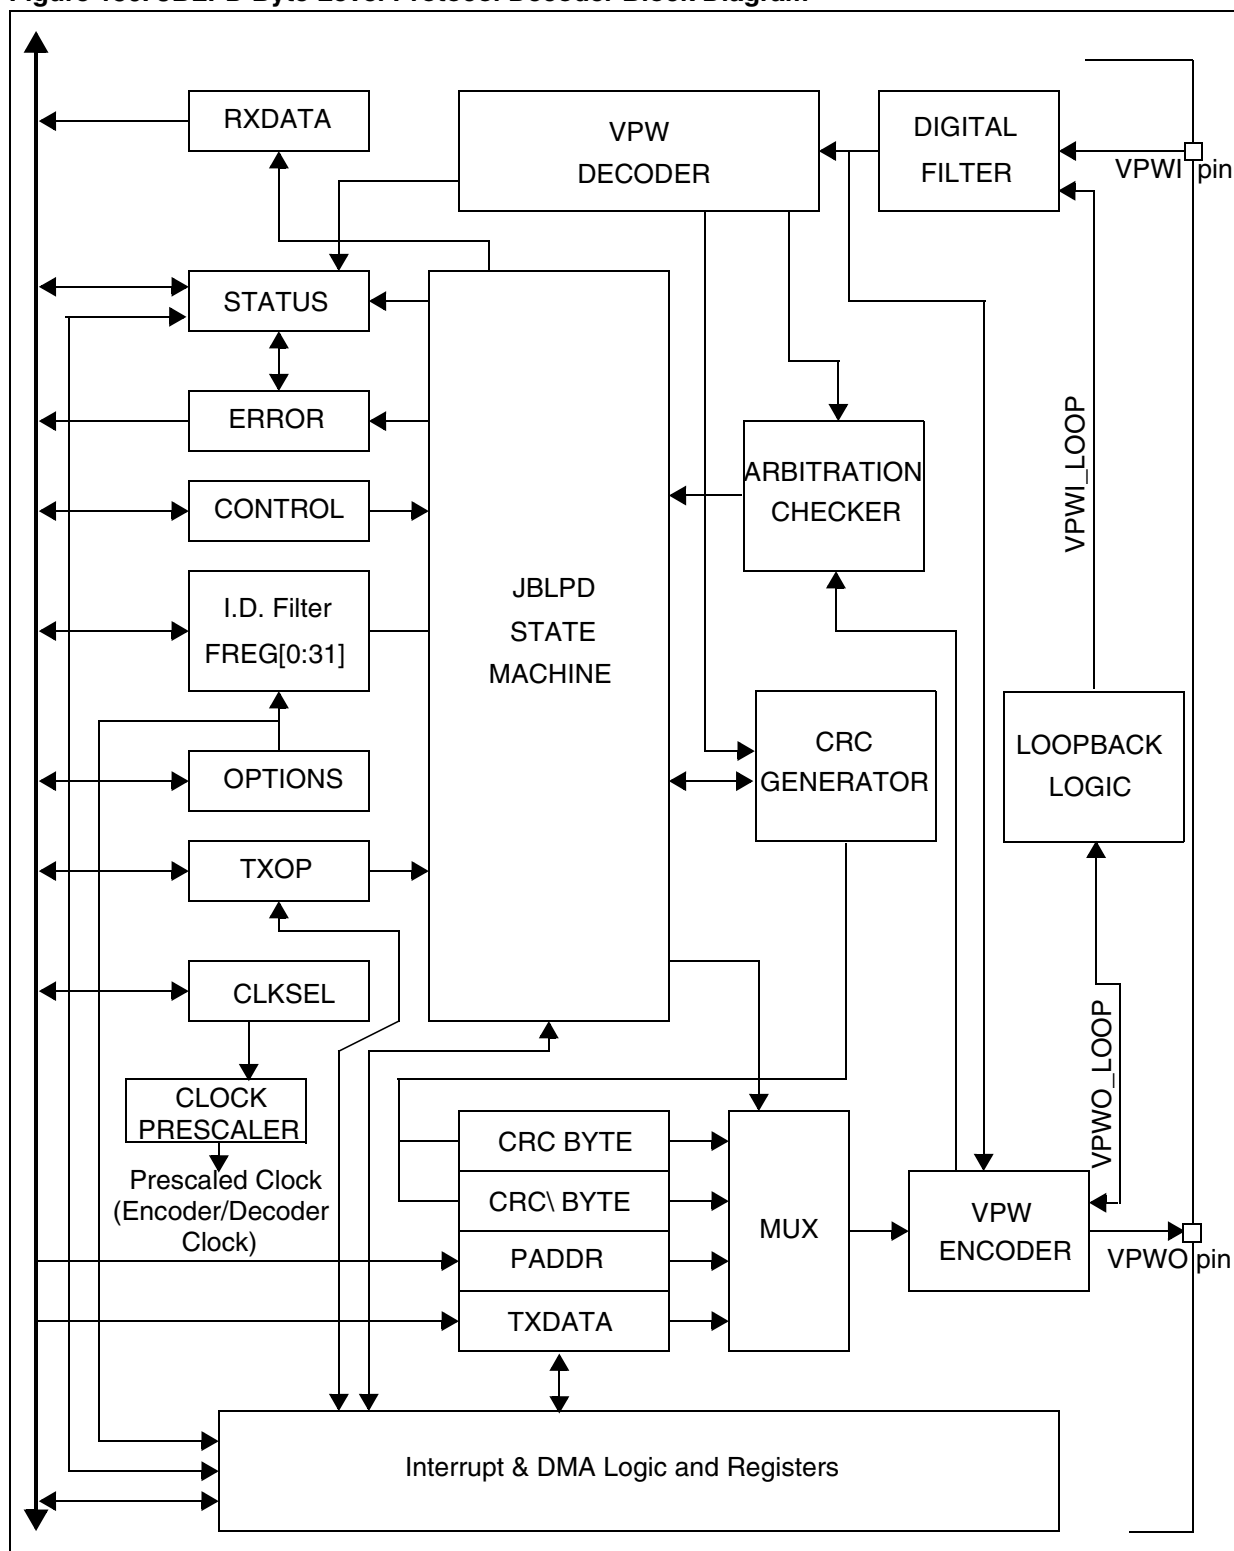 RXDATA
VPW
DECODER
DIGITAL
FILTER
VPWI pin
STATUS
ERROR
CONTROL
I.D. Filter
FREG[0:31]
OPTIONS
TXOP
CLKSEL
CLOCK
PRESCALER
Prescaled Clock
(Encoder/Decoder
Clock)
JBLPD
STATE
MACHINE
ARBITRATION
CHECKER
VPWI_LOOP
CRC
GENERATOR
LOOPBACK
LOGIC
VPWO_LOOP
CRC BYTE
CRC\ BYTE
PADDR
TXDATA
MUX
VPW
ENCODER
VPWO pin
Interrupt & DMA Logic and Registers